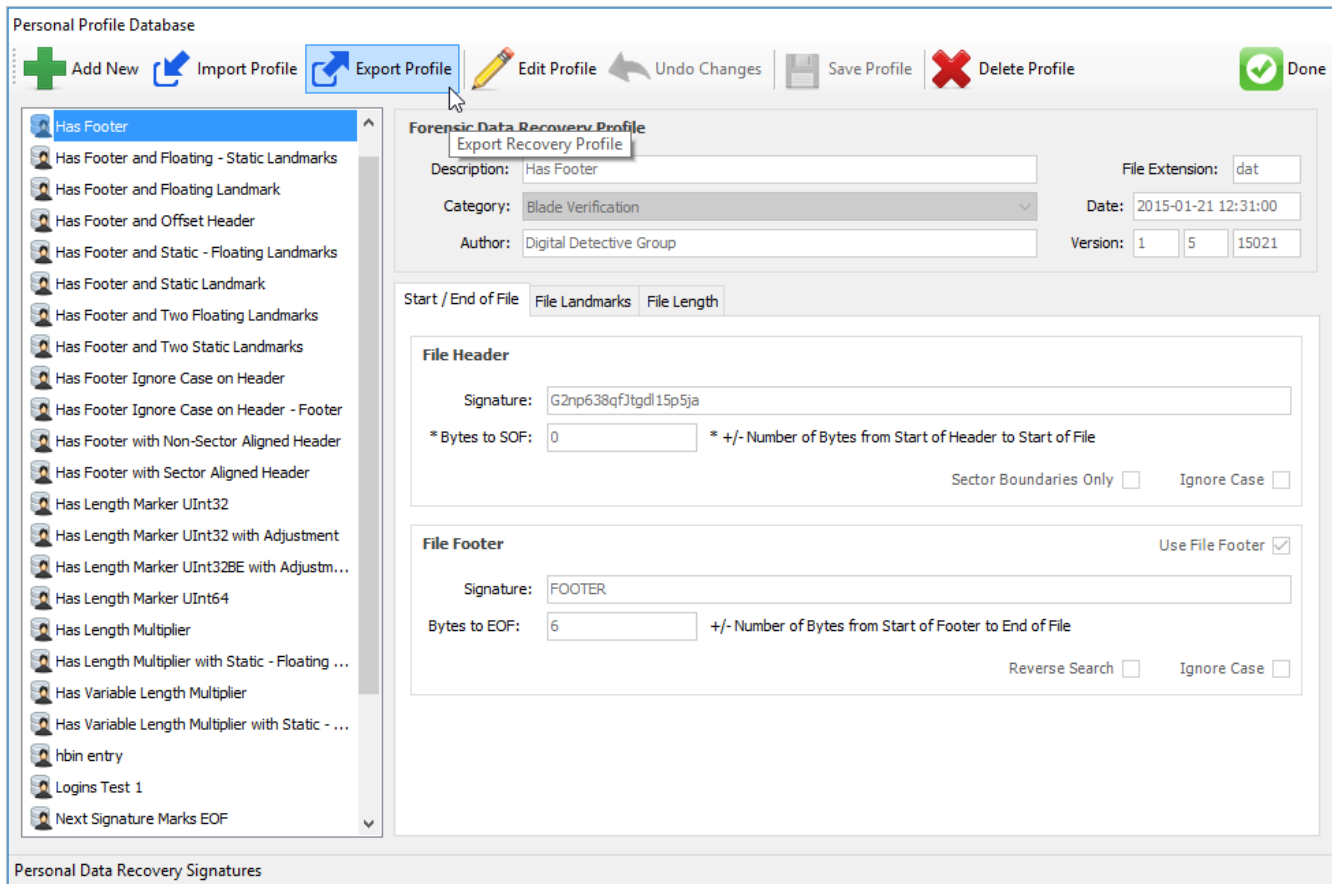 Personal Profile Database
Add New Import Profile Export Profile Edit Profile Undo Changes Save Profile Delete Profile Done
Has Footer
Has Footer and Floating - Static Landmarks
Has Footer and Floating Landmark
Has Footer and Offset Header
Has Footer and Static - Floating Landmarks
Has Footer and Static Landmark
Has Footer and Two Floating Landmarks
Has Footer and Two Static Landmarks
Has Footer Ignore Case on Header
Has Footer Ignore Case on Header - Footer
Has Footer with Non-Sector Aligned Header
Has Footer with Sector Aligned Header
Has Length Marker UInt32
Has Length Marker UInt32 with Adjustment
Has Length Marker UInt32BE with Adjustm...
Has Length Marker UInt64
Has Length Multiplier
Has Length Multiplier with Static - Floating ...
Has Variable Length Multiplier
Has Variable Length Multiplier with Static - ...
hbin entry
Logins Test 1
Next Signature Marks EOF
Forensic Data Recovery Profile
Export Recovery Profile
Description: Has Footer File Extension: dat
Category: Blade Verification Date: 2015-01-21 12:31:00
Author: Digital Detective Group Version: 1 5 15021
Start / End of File File Landmarks File Length
File Header
Signature: G2np638qfJtgdl15p5ja
* Bytes to SOF: 0 * +/- Number of Bytes from Start of Header to Start of File
Sector Boundaries Only Ignore Case
File Footer Use File Footer
Signature: FOOTER
Bytes to EOF: 6 +/- Number of Bytes from Start of Footer to End of File
Reverse Search Ignore Case
Personal Data Recovery Signatures